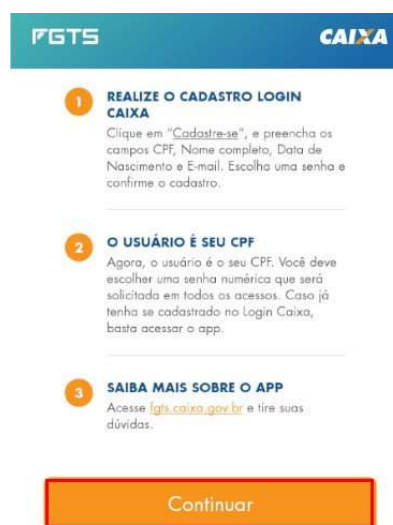 FGTS
CAIXA
1
REALIZE O CADASTRO LOGIN
CAIXA
Clique em "Cadastre-se", e preencha os
campos CPF, Nome completo, Data de
Nascimento e E-mail. Escolha uma senha e
confirme o cadastro.
2
O USUÁRIO É SEU CPF
Agora, o usuário é o seu CPF. Você deve
escolher uma senha numérica que será
solicitada em todos os acessos. Caso já
tenha se cadastrado no Login Caixa,
basta acessar o app.
3
SAIBA MAIS SOBRE O APP
Acesse fgts.caixa.gov.br e tire suas
dúvidas.
Continuar